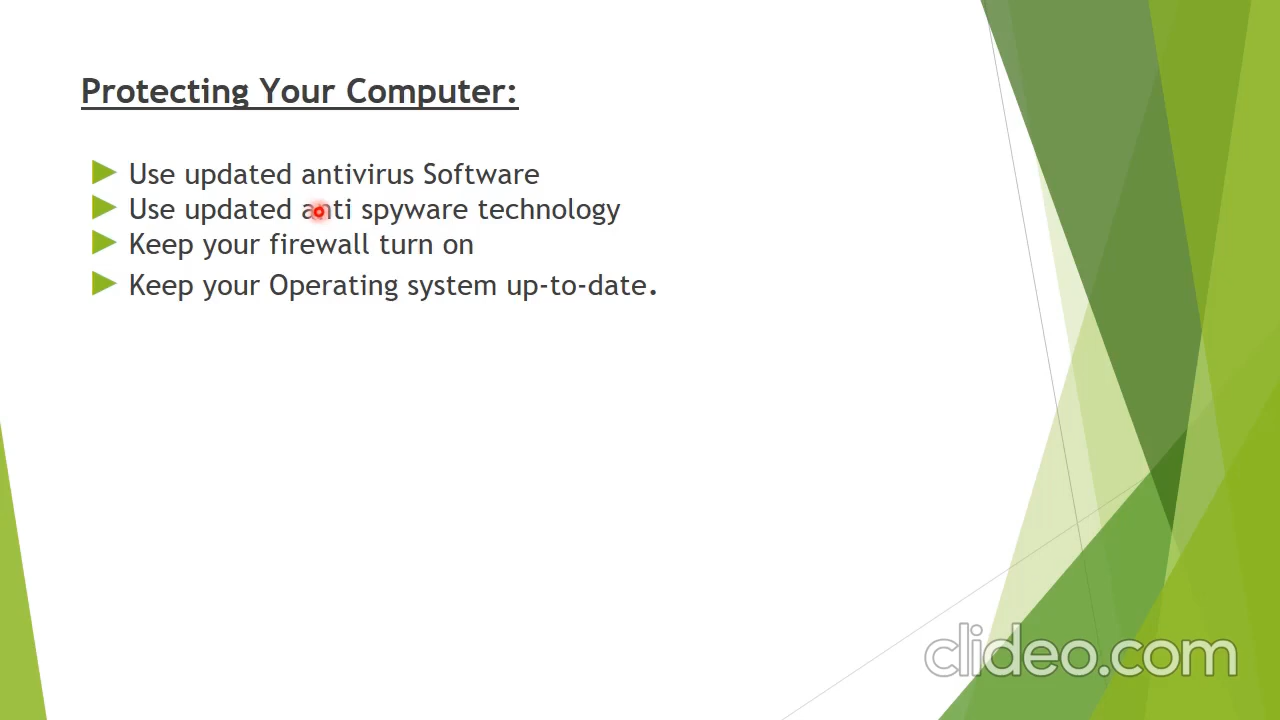 Protecting Your Computer:
Use updated antivirus Software
Use updated anti spyware technology
Keep your firewall turn on
Keep your Operating system up-to-date.
clideo.com